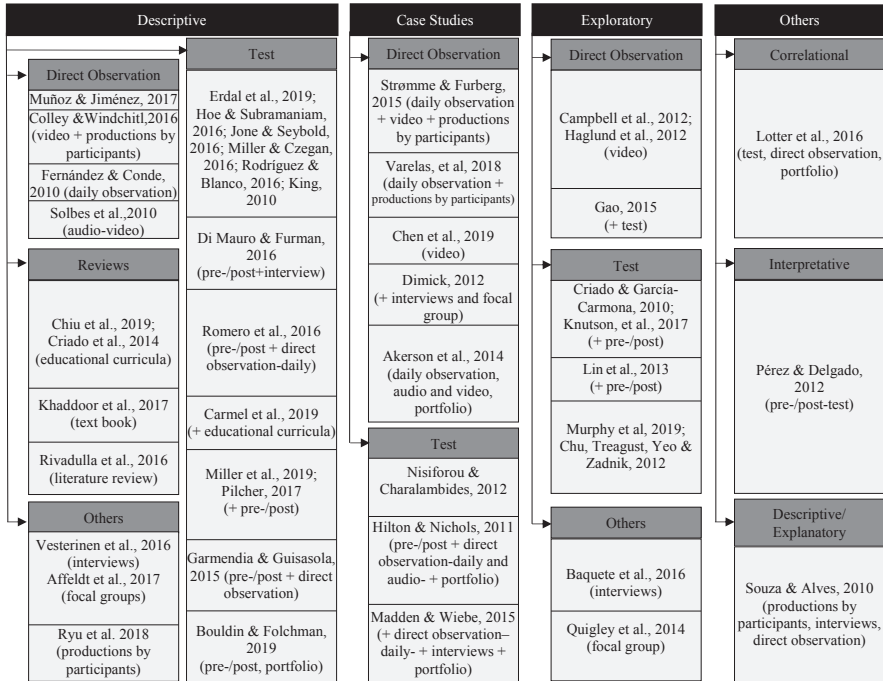 Descriptive
Direct Observation
Muñoz & Jiménez, 2017
Colley &Windchitl,2016
(video + productions by
participants)
Fernández & Conde,
2010 (daily observation)
Solbes et al.,2010
(audio-video)
Reviews
Chiu et al., 2019;
Criado et al., 2014
(educational curricula)
Khaddoor et al., 2017
(text book)
Rivadulla et al., 2016
(literature review)
Others
Vesterinen et al., 2016
(interviews)
Affeldt et al., 2017
(focal groups)
Ryu et al. 2018
(productions by
participants)
Test
Erdal et al., 2019;
Hoe & Subramaniam,
2016; Jone & Seybold,
2016; Miller & Czegan,
2016; Rodríguez &
Blanco, 2016; King,
2010
Di Mauro & Furman,
2016
(pre-/post+interview)
Romero et al., 2016
(pre-/post + direct
observation-daily)
Carmel et al., 2019
(+ educational curricula)
Miller et al., 2019;
Pilcher, 2017
(+ pre-/post)
Garmendia & Guisasola,
2015 (pre-/post + direct
observation)
Bouldin & Folchman,
2019
(pre-/post, portfolio)
Case Studies
Direct Observation
Strømme & Furberg,
2015 (daily observation
+ video + productions
by participants)
Varelas, et al, 2018
(daily observation +
productions by participants)
Chen et al., 2019
(video)
Dimick, 2012
(+ interviews and focal
group)
Akerson et al., 2014
(daily observation,
audio and video,
portfolio)
Test
Nisiforou &
Charalambides, 2012
Hilton & Nichols, 2011
(pre-/post + direct
observation-daily and
audio- + portfolio)
Madden & Wiebe, 2015
(+ direct observation–
daily- + interviews +
portfolio)
Exploratory
Direct Observation
Campbell et al., 2012;
Haglund et al., 2012
(video)
Gao, 2015
(+ test)
Test
Criado & García-
Carmona, 2010;
Knutson, et al., 2017
(+ pre-/post)
Lin et al., 2013
(+ pre-/post)
Murphy et al, 2019;
Chu, Treagust, Yeo &
Zadnik, 2012
Others
Baquete et al., 2016
(interviews)
Quigley et al., 2014
(focal group)
Others
Correlational
Lotter et al., 2016
(test, direct observation,
portfolio)
Interpretative
Pérez & Delgado,
2012
(pre-/post-test)
Descriptive/
Explanatory
Souza & Alves, 2010
(productions by
participants, interviews,
direct observation)